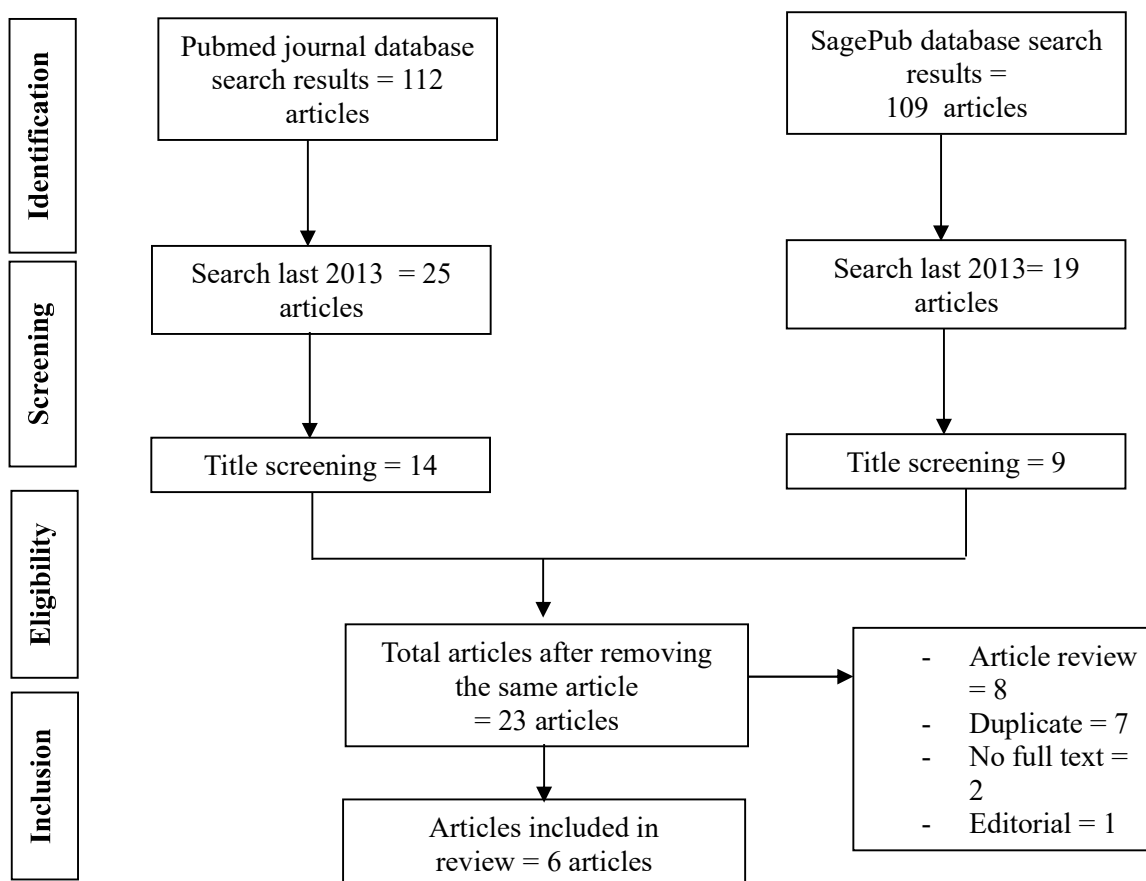 Identification
Pubmed journal database
search results = 112
articles
SagePub database search
results =
109 articles
Screening
Search last 2013 = 25
articles
Search last 2013= 19
articles
Title screening = 14
Title screening = 9
Eligibility
Total articles after removing
the same article
= 23 articles
- Article review
= 8
- Duplicate = 7
- No full text =
2
- Editorial = 1
Inclusion
Articles included in
review = 6 articles